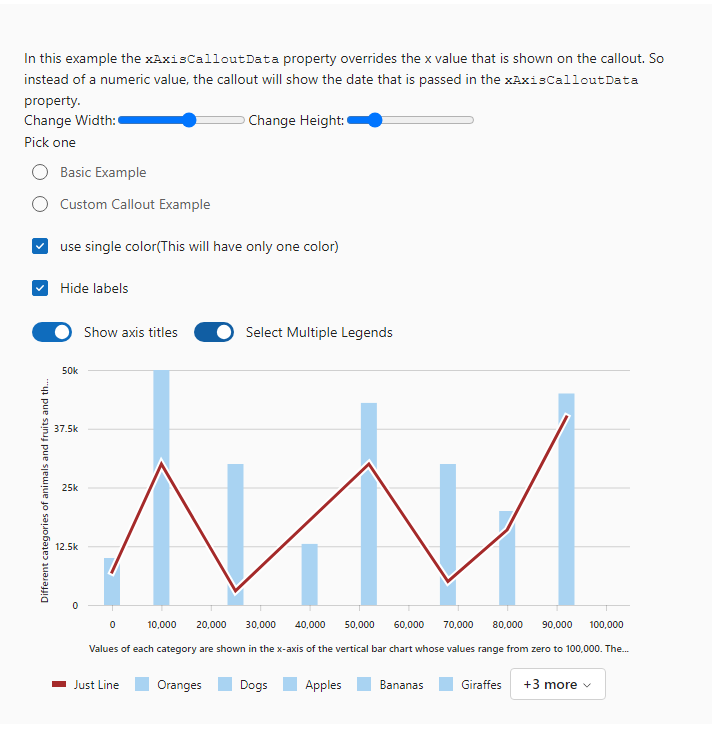 In this example the xAxisCalloutData property overrides the x value that is shown on the callout. So
instead of a numeric value, the callout will show the date that is passed in the xAxisCalloutData
property.
Change Width: Change Height:
Pick one
Basic Example
Custom Callout Example
use single color(This will have only one color)
Hide labels
Show axis titles Select Multiple Legends
Different categories of animals and fruits and th...
50k
37.5k
25k
12.5k
0
0 10,000 20,000 30,000 40,000 50,000 60,000 70,000 80,000 90,000 100,000
Values of each category are shown in the x-axis of the vertical bar chart whose values range from zero to 100,000. The...
Just Line Oranges Dogs Apples Bananas Giraffes +3 more